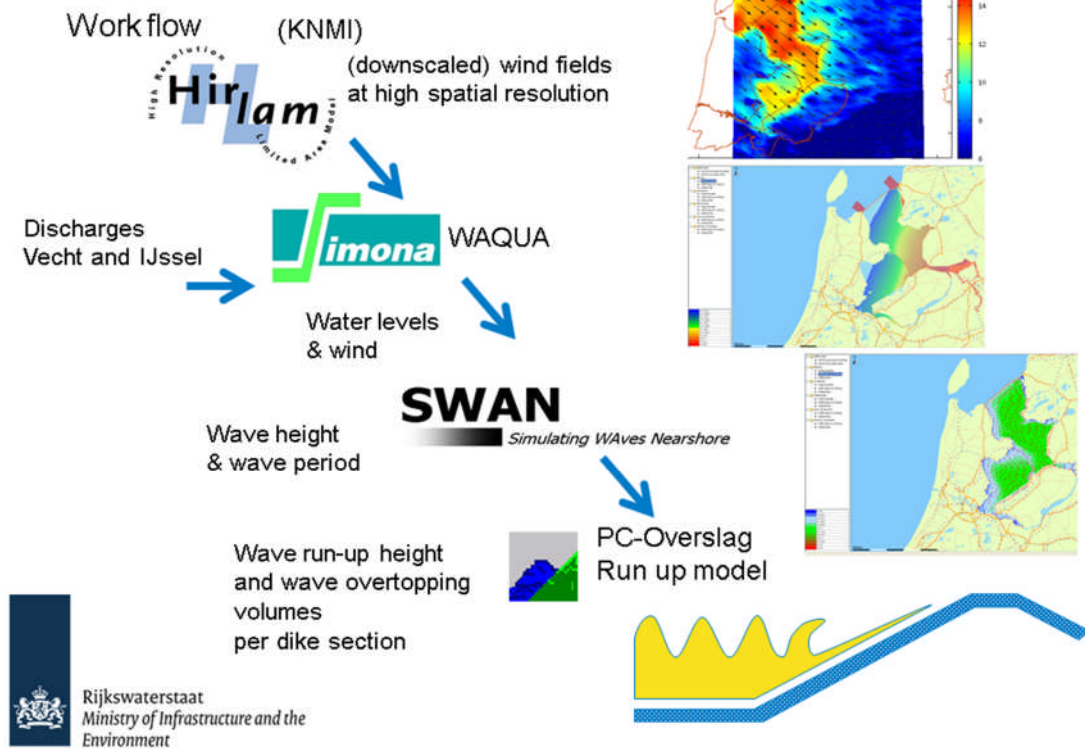 Work flow
(KNMI)
High Resolution
Hirlam
Limited Area Model
(downscaled) wind fields
at high spatial resolution
14
12
10
8
Discharges
Vecht and IJssel
Simona
WAQUA
Water levels
& wind
SWAN
Simulating WAves Nearshore
Wave height
& wave period
PC-Overslag
Run up model
Wave run-up height
and wave overtopping
volumes
per dike section
Rijkswaterstaat
Ministry of Infrastructure and the
Environment